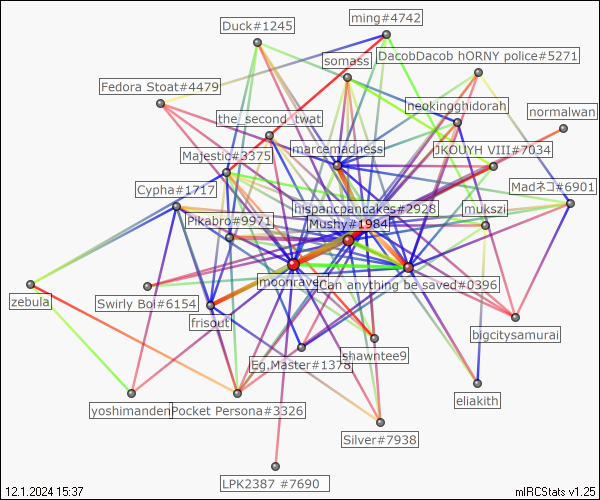 ming#4742
Duck#1245
DacobDacob hORNY police#5271
somass
Fedora Stoat#4479
neokingghidorah
normalwan
the_second_twat
marcemadness
JKOUYH VIII#7034
Majestic#3375
Cypha#1717
Madネコ#6901
hispancpancakes#2928
mukszi
Pikabro#9971
Mushy#1984
moonrave
Can anything be saved#0396
zebula
Swirly Boi#6154
frisout
bigcitysamurai
shawntee9
Eg.Master#1378
eliakith
yoshimanden
Pocket Persona#3326
Silver#7938
LPK2387 #7690
12.1.2024 15:37
mIRCStats v1.25